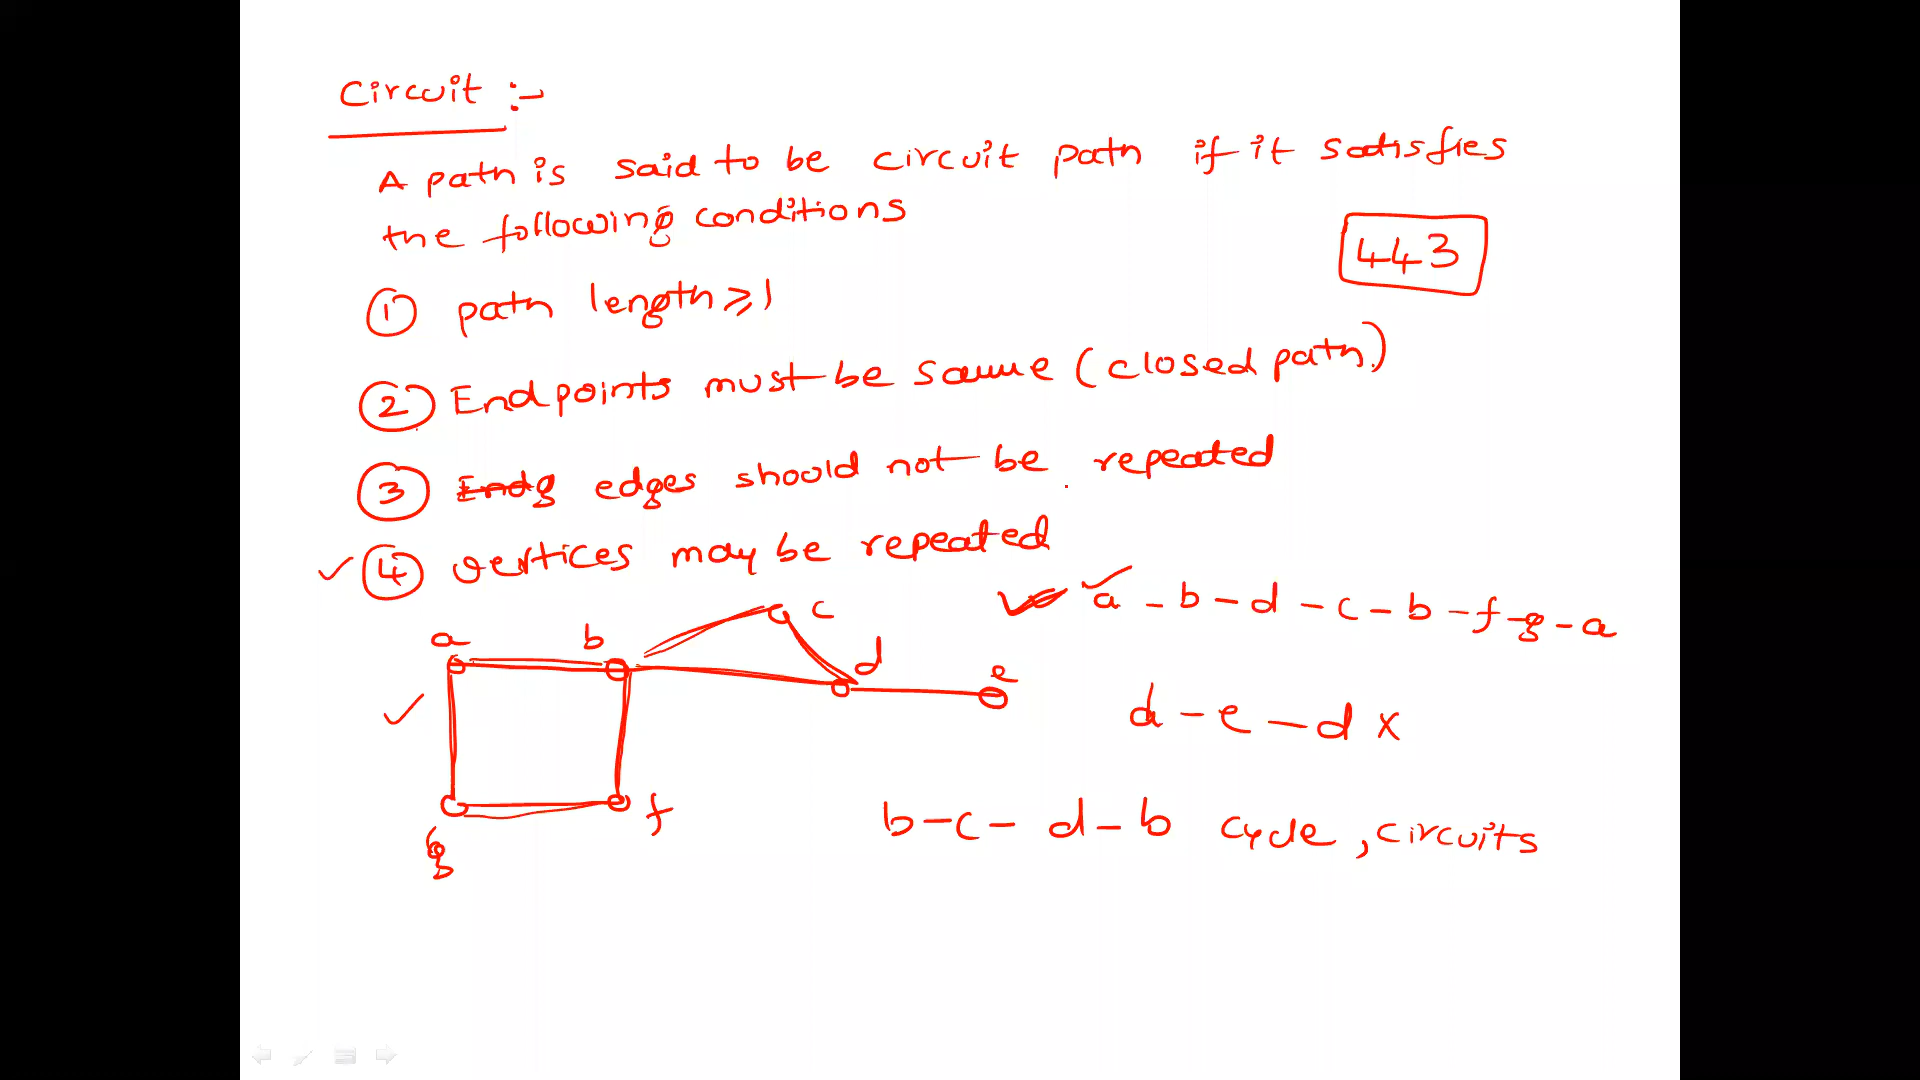 Circuit :-
A path is said to be circuit path if it satisfies
the following conditions
443
① path length ⩾ 1
② Endpoints must be same (closed path)
③ edges should not be repeated
✓ ④ vertices may be repeated
a - b - d - c - b - f - g - a
c
a b d e
d - e - d x
g f
b - c - d - b cycle, circuits